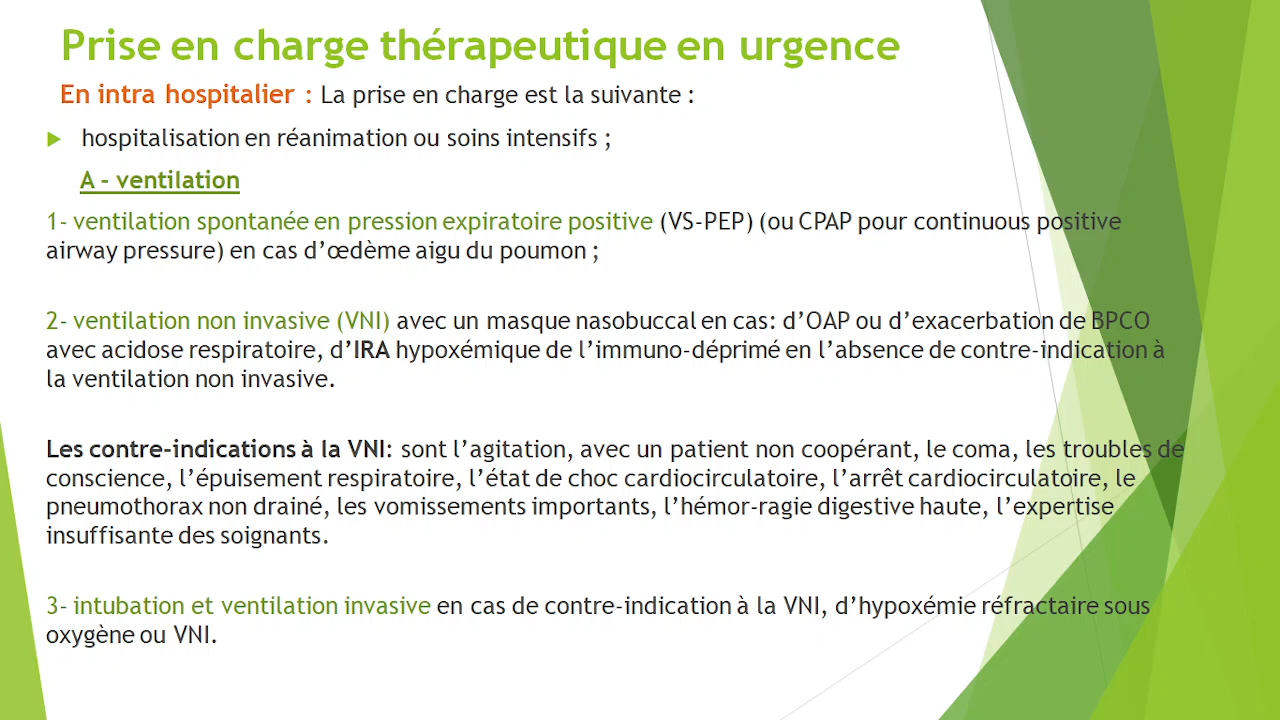 Prise en charge thérapeutique en urgence
En intra hospitalier : La prise en charge est la suivante :
hospitalisation en réanimation ou soins intensifs ;
A - ventilation
1- ventilation spontanée en pression expiratoire positive (VS-PEP) (ou CPAP pour continuous positive
airway pressure) en cas d’œdème aigu du poumon ;
2- ventilation non invasive (VNI) avec un masque nasobuccal en cas: d’OAP ou d’exacerbation de BPCO
avec acidose respiratoire, d’IRA hypoxémique de l’immuno-déprimé en l’absence de contre-indication à
la ventilation non invasive.
Les contre-indications à la VNI: sont l’agitation, avec un patient non coopérant, le coma, les troubles de
conscience, l’épuisement respiratoire, l’état de choc cardiocirculatoire, l’arrêt cardiocirculatoire, le
pneumothorax non drainé, les vomissements importants, l’hémor-ragie digestive haute, l’expertise
insuffisante des soignants.
3- intubation et ventilation invasive en cas de contre-indication à la VNI, d’hypoxémie réfractaire sous
oxygène ou VNI.